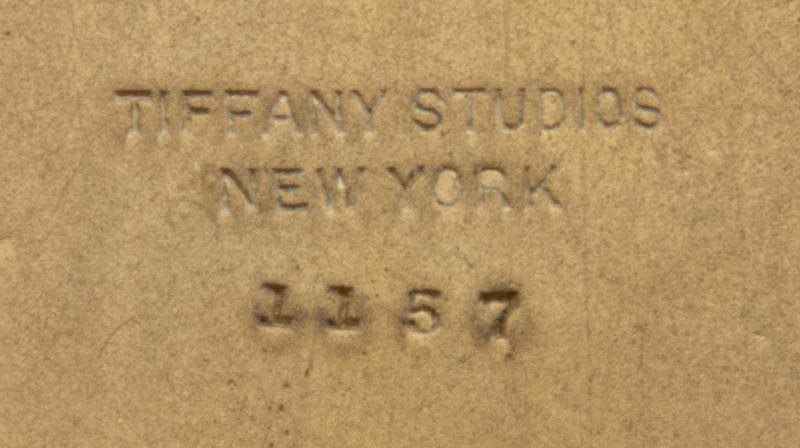 TIFFANY STUDIOS
NEW YORK
1157